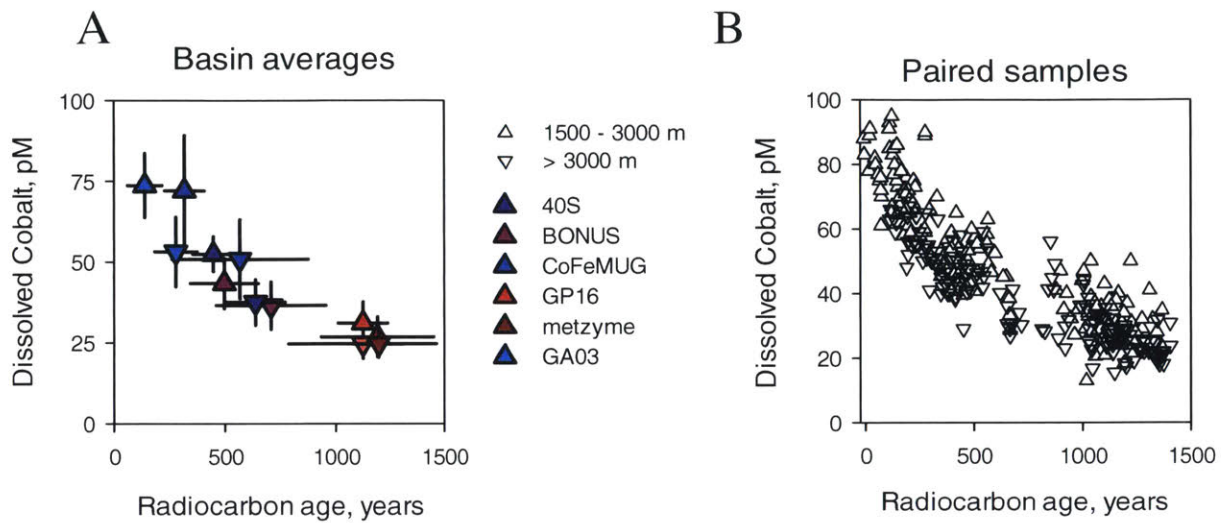 A
Basin averages
100
75
50
25
0
Dissolved Cobalt, pM
0 500 1000 1500
Radiocarbon age, years
1500 - 3000 m
> 3000 m
40S
BONUS
CoFeMUG
GP16
metzyme
GA03
B
Paired samples
100
80
60
40
20
0
Dissolved Cobalt, pM
0 500 1000 1500
Radiocarbon age, years